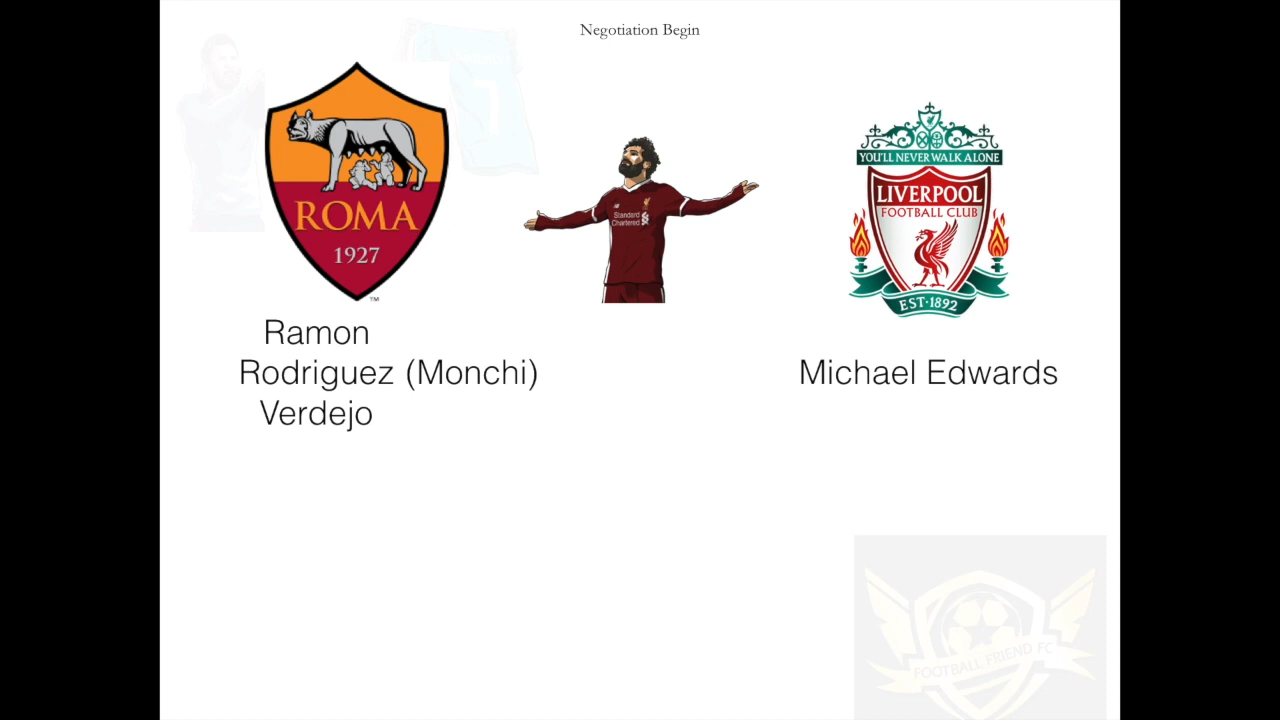 Negotiation Begin
ROMA
1927
TM
YOU'LL NEVER WALK ALONE
LIVERPOOL
FOOTBALL CLUB
EST·1892
Standard
Chartered
Ramon
Rodriguez (Monchi)
Verdejo
Michael Edwards
FOOTBALL FRIEND FC